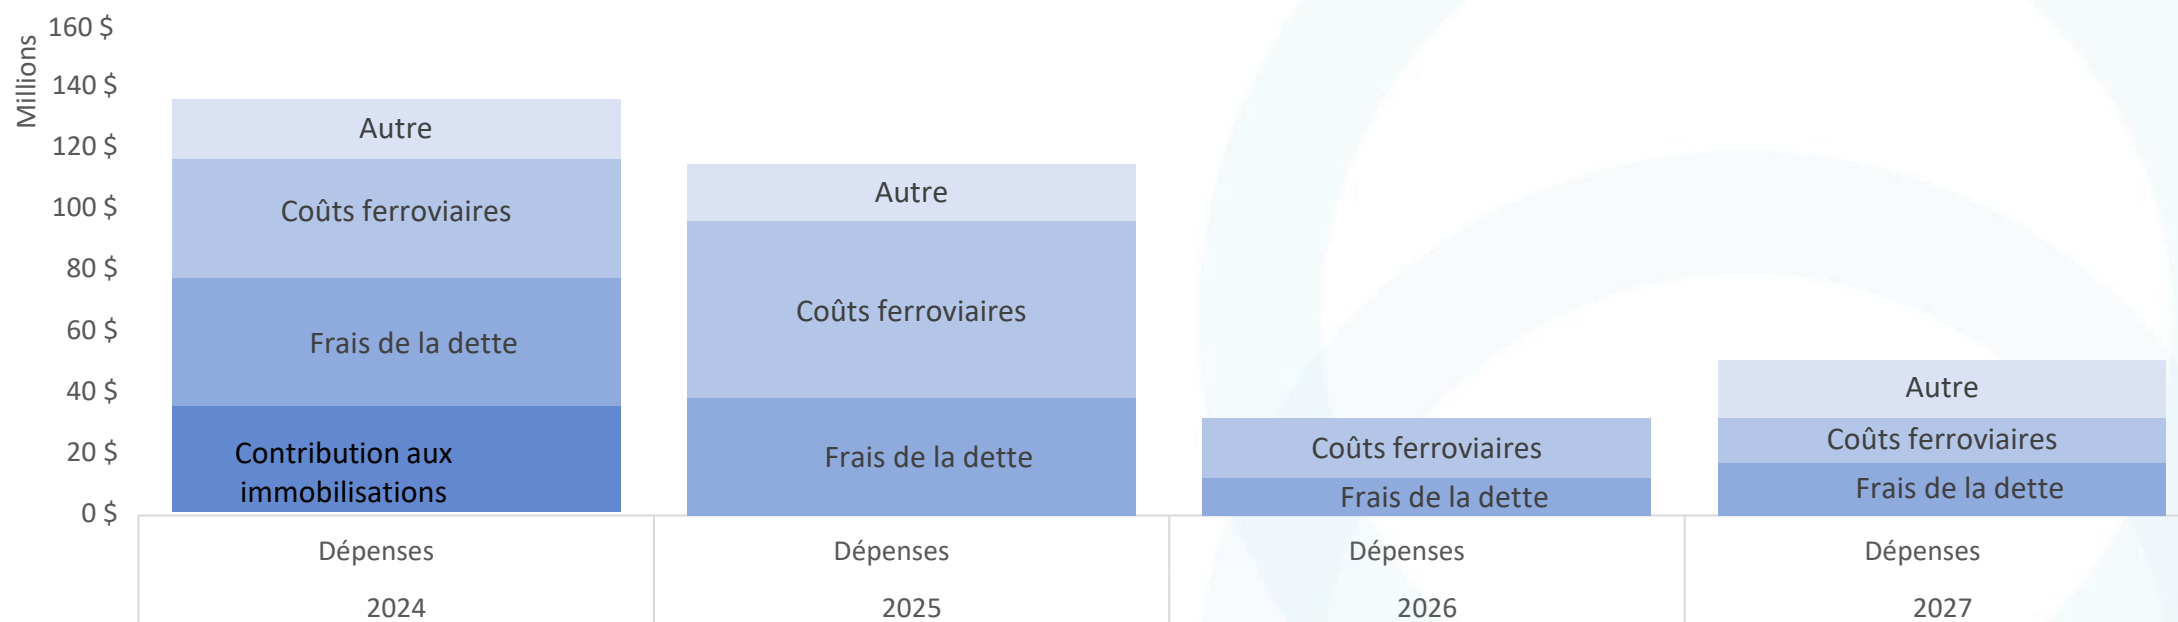 Millions
160 $
140 $
120 $
100 $
80 $
60 $
40 $
20 $
0 $
Autre
Coûts ferroviaires
Frais de la dette
Contribution aux
immobilisations
Autre
Coûts ferroviaires
Frais de la dette
Coûts ferroviaires
Frais de la dette
Autre
Coûts ferroviaires
Frais de la dette
Dépenses
Dépenses
Dépenses
Dépenses
2024
2025
2026
2027